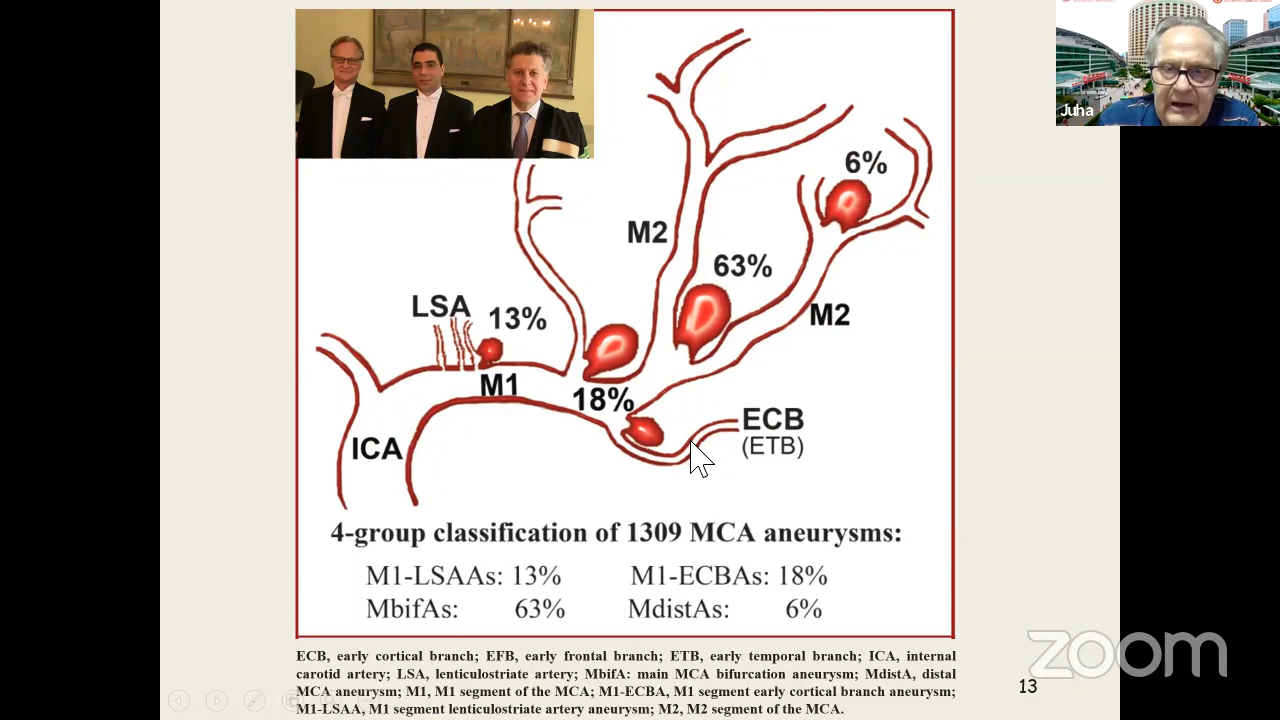 Juha
6%
M2
63%
LSA
13%
M2
M1
18%
ECB
(ETB)
ICA
4-group classification of 1309 MCA aneurysms:
M1-LSAAs: 13% M1-ECBAs: 18%
MbifAs: 63% MdistAs: 6%
ECB, early cortical branch; EFB, early frontal branch; ETB, early temporal branch; ICA, internal
carotid artery; LSA, lenticulostriate artery; MbifA: main MCA bifurcation aneurysm; MdistA, distal
MCA aneurysm; M1, M1 segment of the MCA; M1-ECBA, M1 segment early cortical branch aneurysm;
M1-LSAA, M1 segment lenticulostriate artery aneurysm; M2, M2 segment of the MCA.
13
zoom